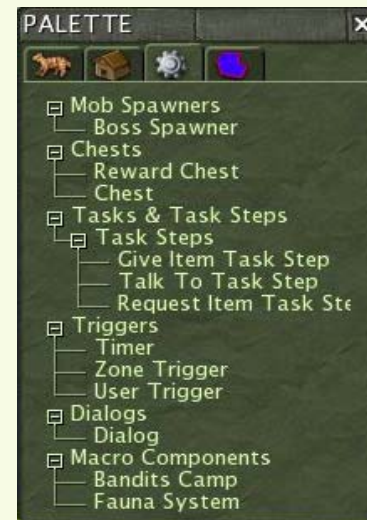 PALETTE
Mob Spawners
Boss Spawner
Chests
Reward Chest
Chest
Tasks & Task Steps
Task Steps
Give Item Task Step
Talk To Task Step
Request Item Task Ste
Triggers
Timer
Zone Trigger
User Trigger
Dialogs
Dialog
Macro Components
Bandits Camp
Fauna System